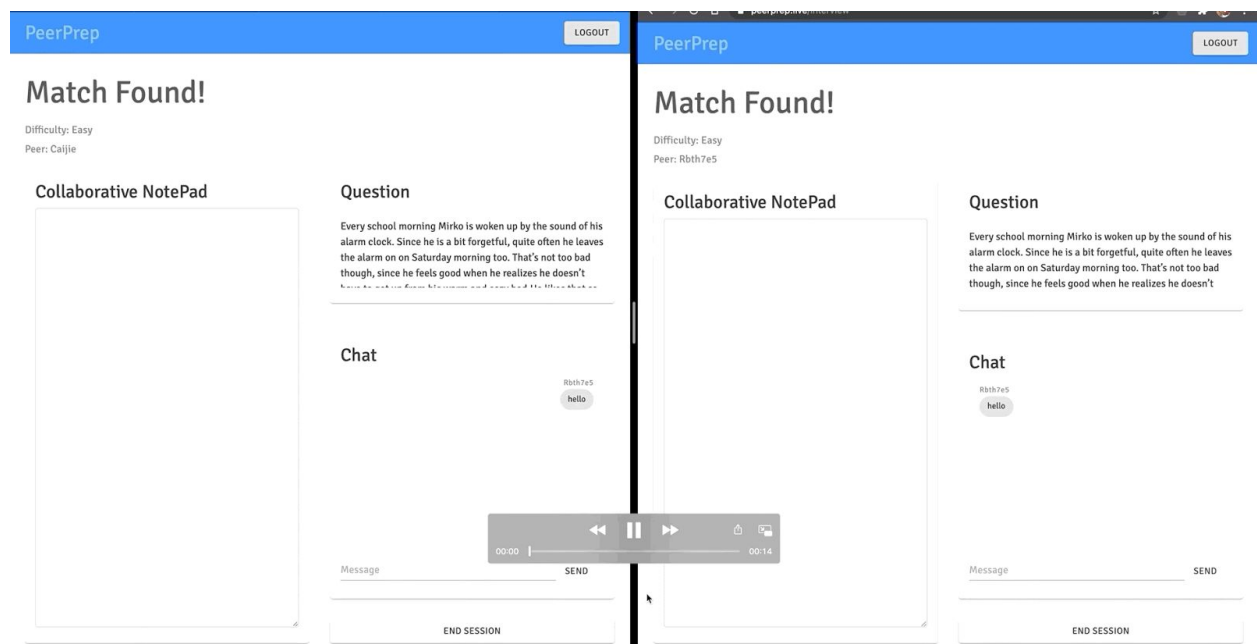 PeerPrep
LOGOUT
Match Found!
Difficulty: Easy
Peer: Caijie
Collaborative NotePad
Question
Every school morning Mirko is woken up by the sound of his
alarm clock. Since he is a bit forgetful, quite often he leaves
the alarm on on Saturday morning too. That's not too bad
though, since he feels good when he realizes he doesn't
Chat
Rbth7e5
hello
Message
SEND
END SESSION
peerprep.live/interview
PeerPrep
LOGOUT
Match Found!
Difficulty: Easy
Peer: Rbth7e5
Collaborative NotePad
Question
Every school morning Mirko is woken up by the sound of his
alarm clock. Since he is a bit forgetful, quite often he leaves
the alarm on on Saturday morning too. That's not too bad
though, since he feels good when he realizes he doesn't
Chat
Rbth7e5
hello
Message
SEND
END SESSION
00:00
00:14